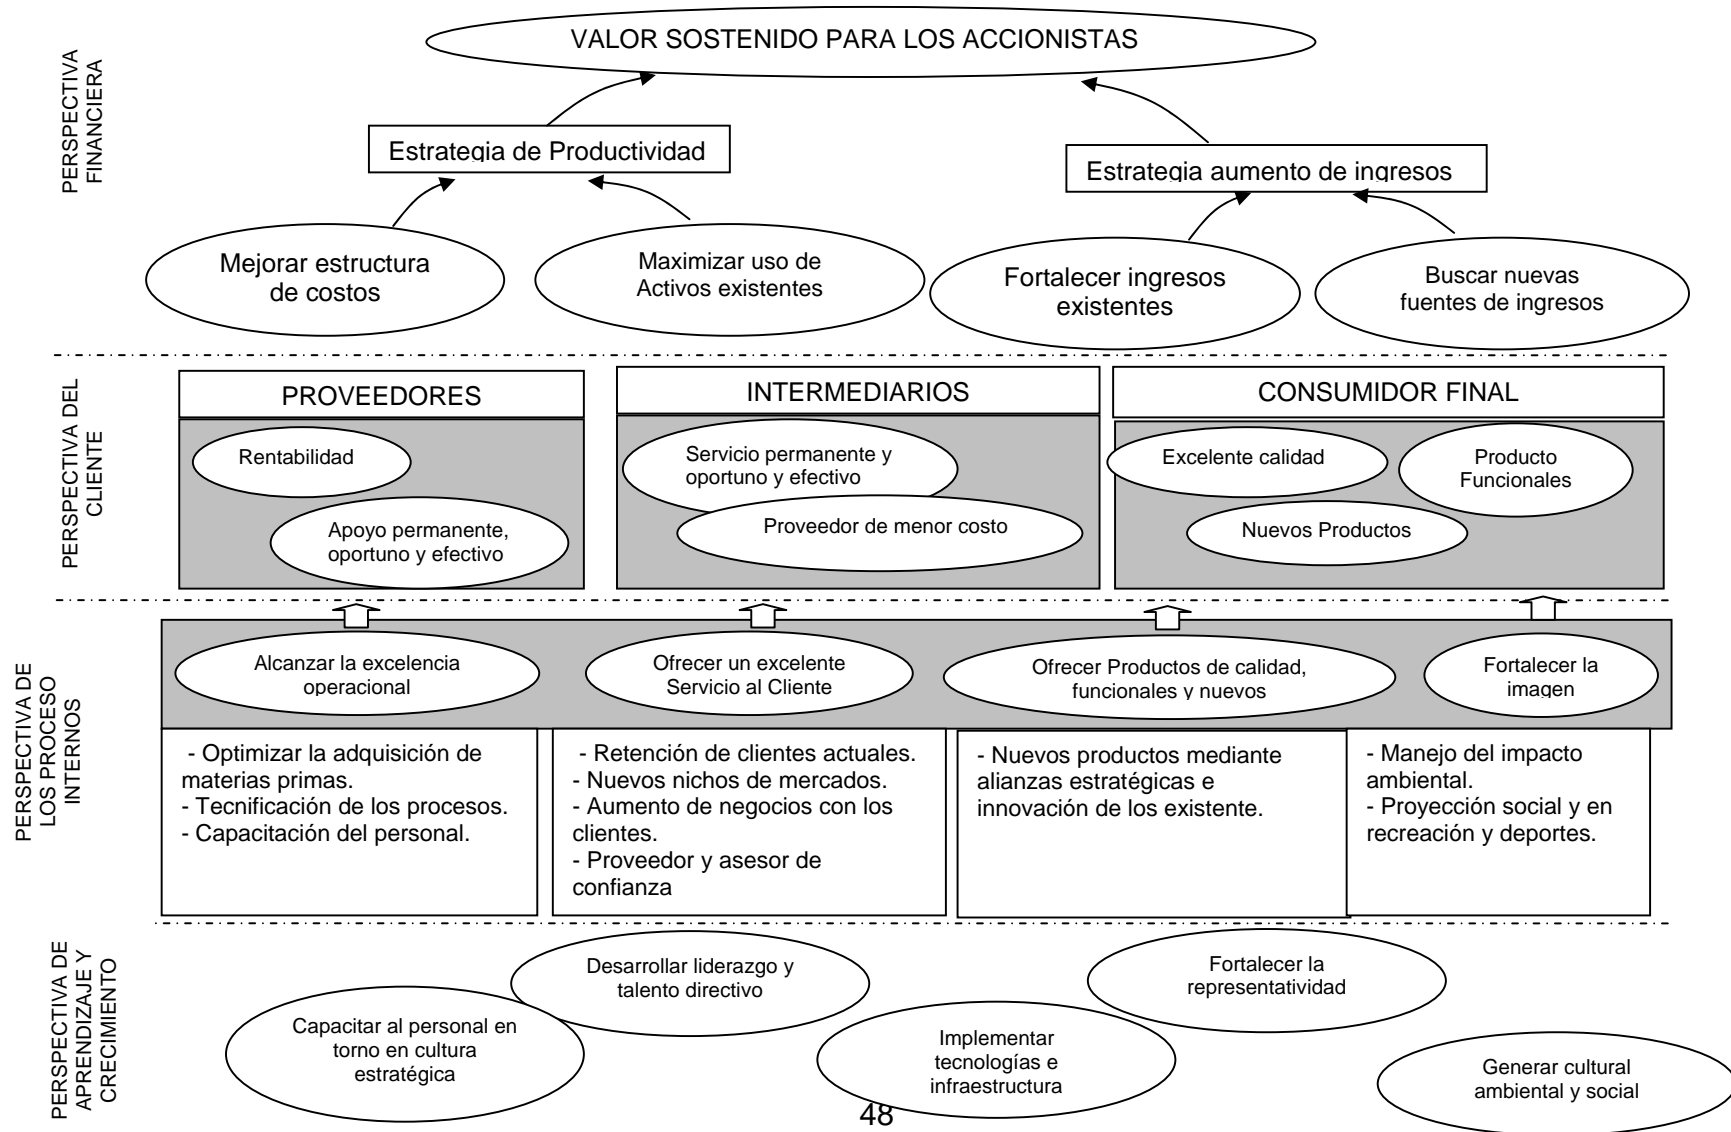 PERSPECTIVA
FINANCIERA
VALOR SOSTENIDO PARA LOS ACCIONISTAS
Estrategia de Productividad
Estrategia aumento de ingresos
Mejorar estructura
de costos
Maximizar uso de
Activos existentes
Fortalecer ingresos
existentes
Buscar nuevas
fuentes de ingresos
PERSPECTIVA DEL
CLIENTE
PROVEEDORES
Rentabilidad
Apoyo permanente,
oportuno y efectivo
INTERMEDIARIOS
Servicio permanente y
oportuno y efectivo
Proveedor de menor costo
CONSUMIDOR FINAL
Excelente calidad
Producto
Funcionales
Nuevos Productos
PERSPECTIVA DE
LOS PROCESO
INTERNOS
Alcanzar la excelencia
operacional
Ofrecer un excelente
Servicio al Cliente
Ofrecer Productos de calidad,
funcionales y nuevos
Fortalecer la
imagen
- Optimizar la adquisición de
materias primas.
- Tecnificación de los procesos.
- Capacitación del personal.
- Retención de clientes actuales.
- Nuevos nichos de mercados.
- Aumento de negocios con los
clientes.
- Proveedor y asesor de
confianza
- Nuevos productos mediante
alianzas estratégicas e
innovación de los existente.
- Manejo del impacto
ambiental.
- Proyección social y en
recreación y deportes.
PERSPECTIVA DE
APRENDIZAJE Y
CRECIMIENTO
Capacitar al personal en
torno en cultura
estratégica
Desarrollar liderazgo y
talento directivo
Implementar
tecnologías e
infraestructura
Fortalecer la
representatividad
Generar cultural
ambiental y social
48